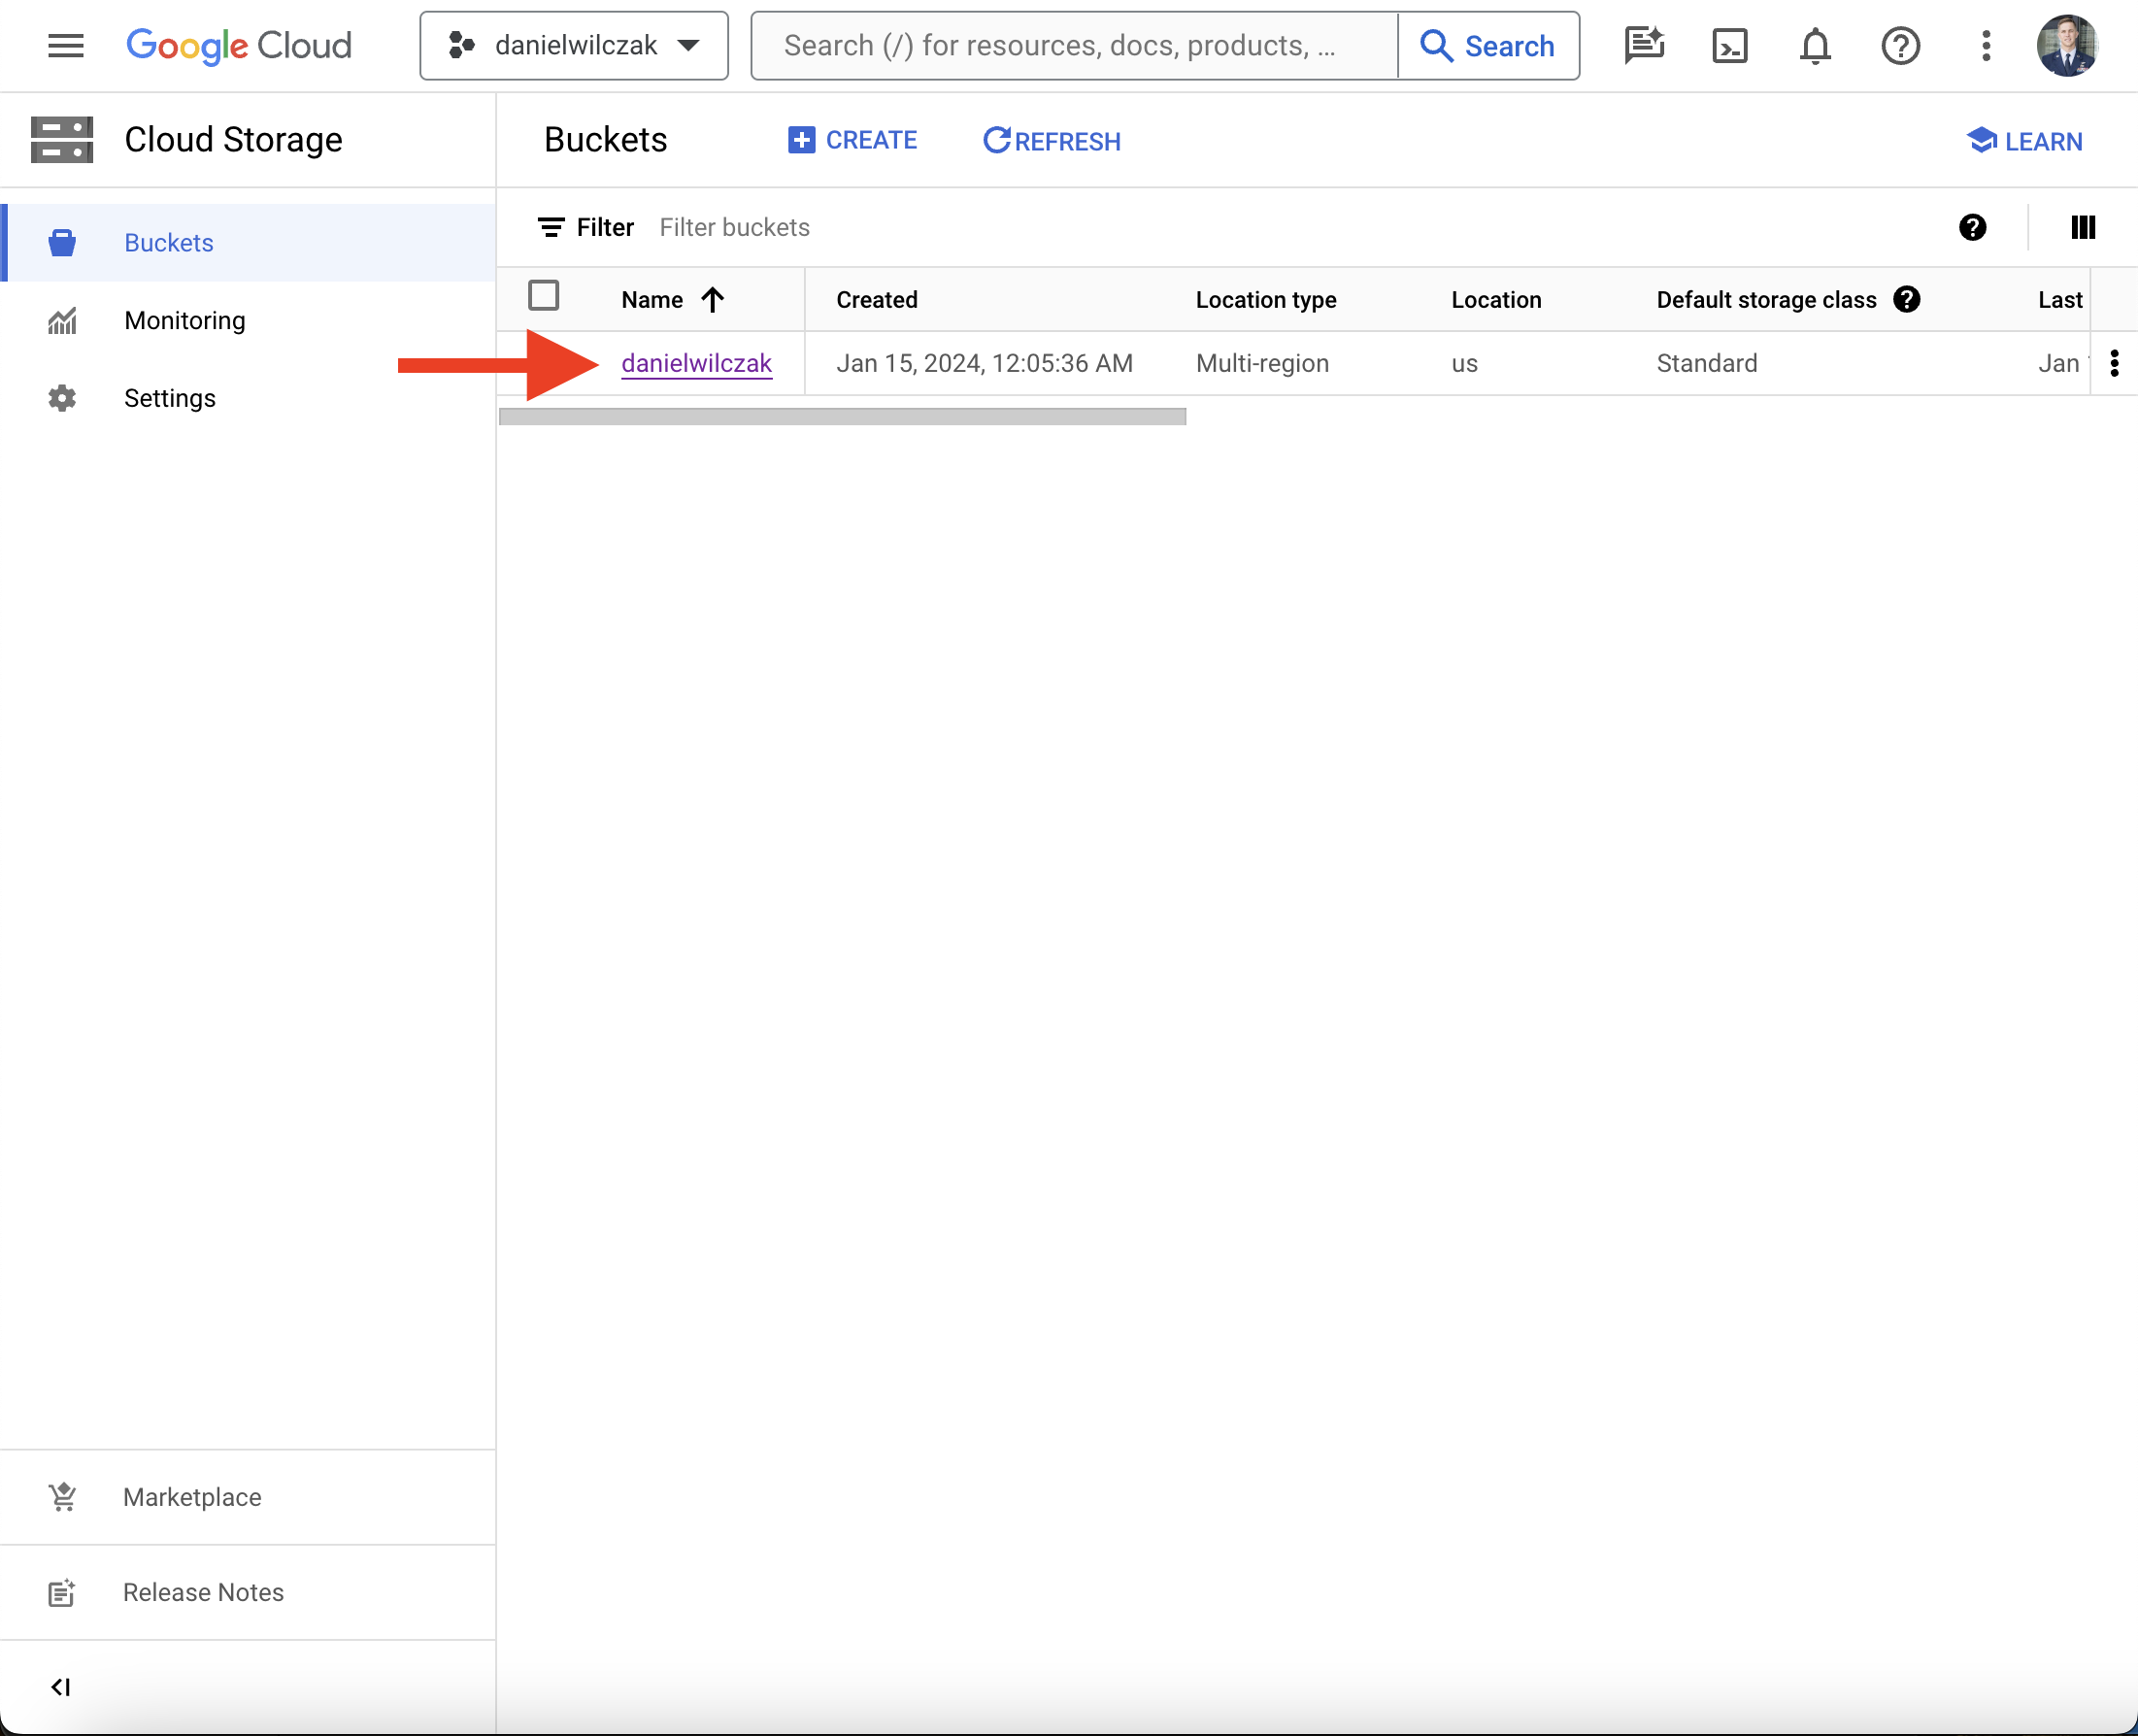 Google Cloud
danielwilczak
Search (/) for resources, docs, products, ...
Search
Cloud Storage
Buckets
CREATE
REFRESH
LEARN
Buckets
Monitoring
Settings
Filter Filter buckets
Name Created Location type Location Default storage class Last
danielwilczak Jan 15, 2024, 12:05:36 AM Multi-region us Standard Jan
Marketplace
Release Notes